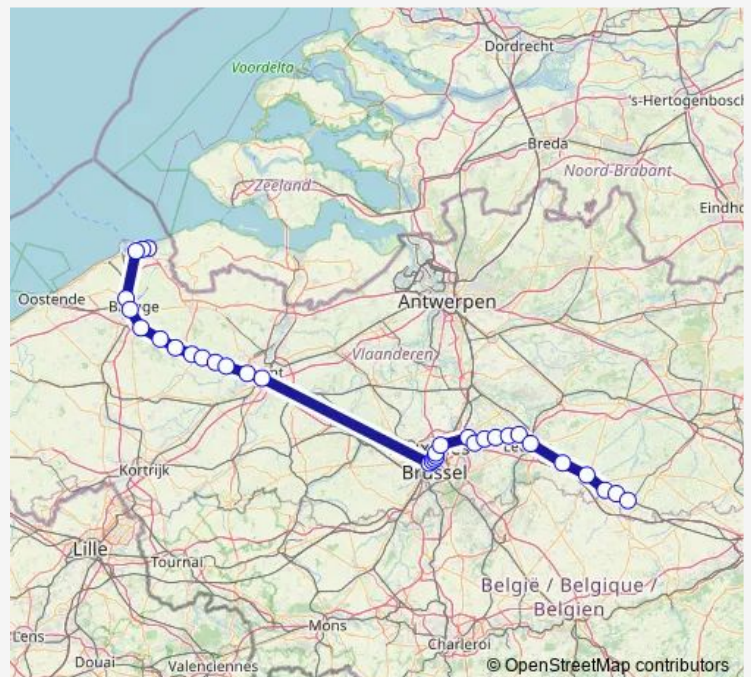 Dordrecht
Voordelta
's-Hertogenbosch
Breda
Zeeland
Noord-Brabant
Eindho
Oostende
Antwerpen
Vlaanderen
Brussel
Kortrijk
Lille
Tournai
België / Belgique /
Belgien
Mons
Lens
Charleroi
Douai
Valenciennes
© OpenStreetMap contributors